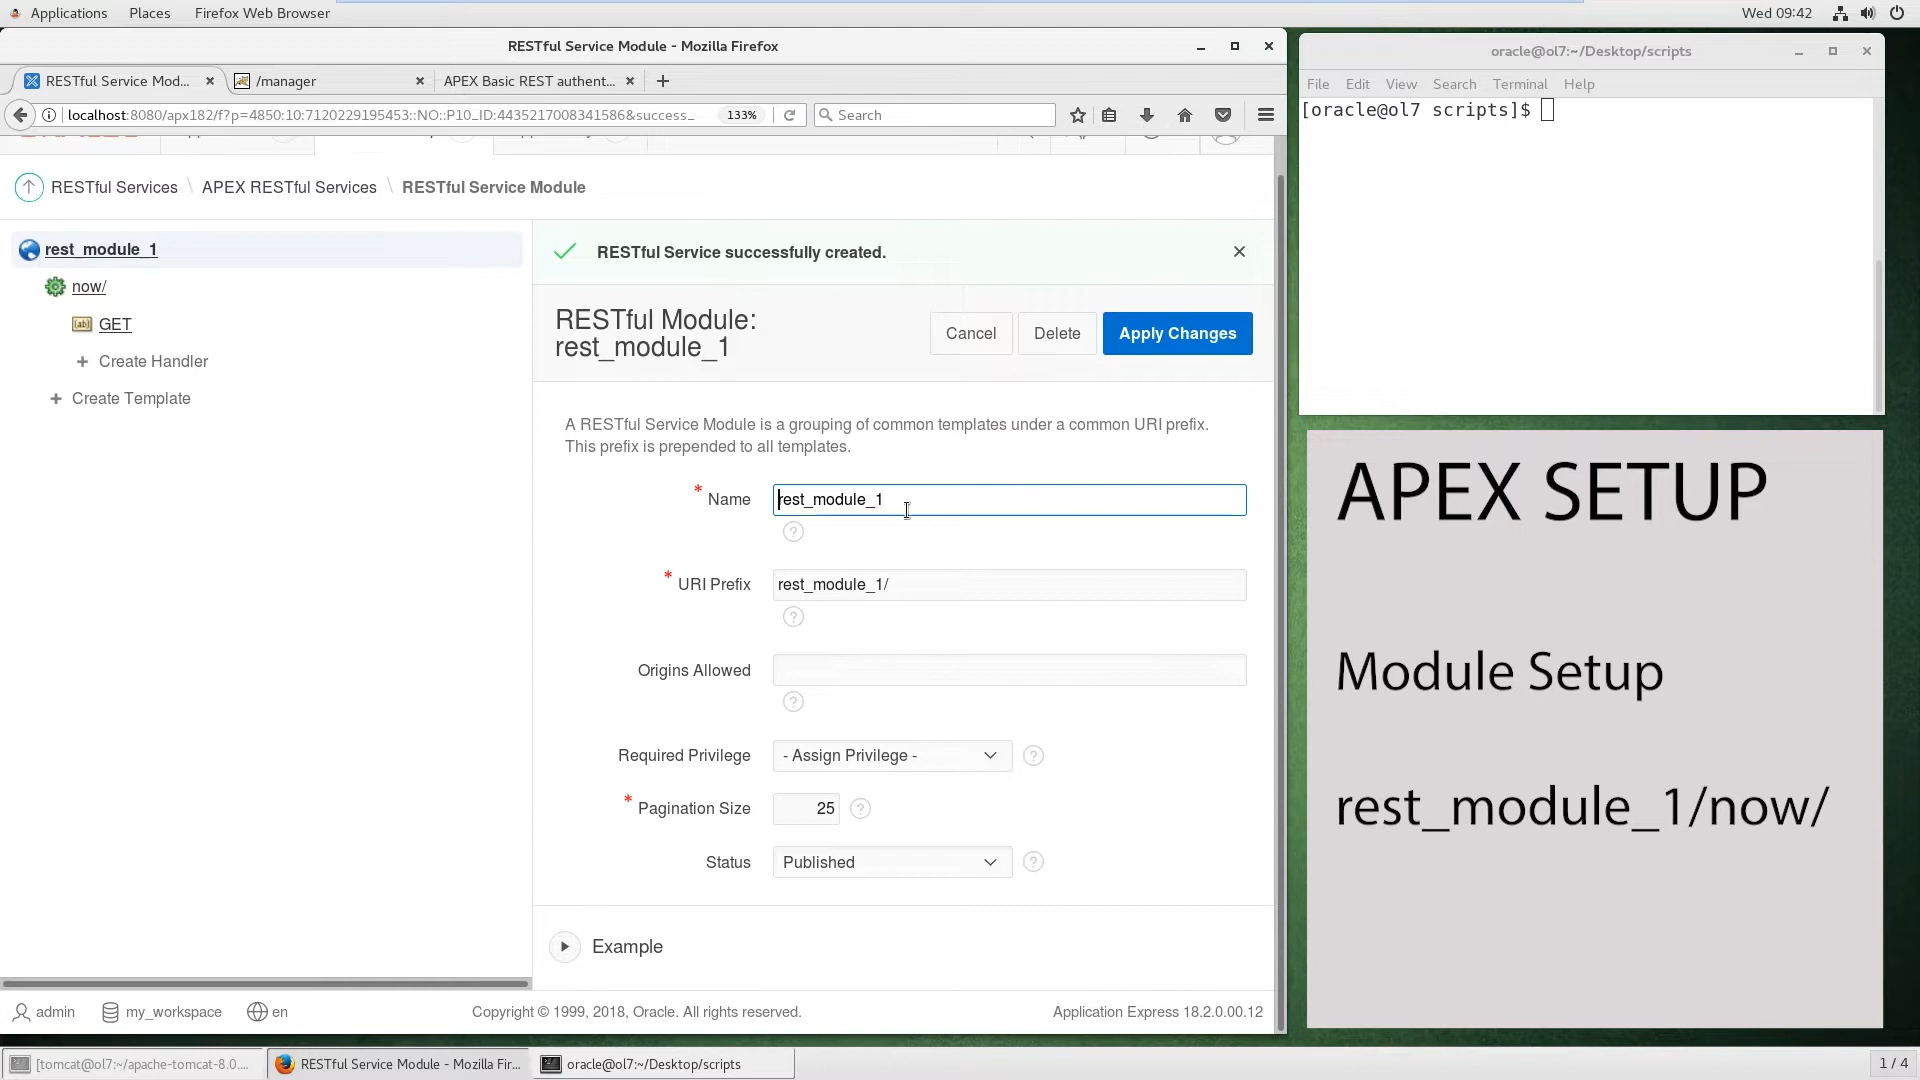 Applications Places Firefox Web Browser Wed 09:42
RESTful Service Module - Mozilla Firefox
RESTful Service Mod... /manager APEX Basic REST authent...
localhost:8080/apx182/f?p=4850:10:7120229195453::NO::P10_ID:44352170083415866&success_ 133% Search
RESTful Services \ APEX RESTful Services \ RESTful Service Module
rest_module_1
now/
GET
+ Create Handler
+ Create Template
RESTful Service successfully created.
RESTful Module:
rest_module_1
Cancel Delete Apply Changes
A RESTful Service Module is a grouping of common templates under a common URI prefix.
This prefix is prepended to all templates.
* Name rest_module_1
?
* URI Prefix rest_module_1/
?
Origins Allowed
?
Required Privilege - Assign Privilege - ?
* Pagination Size 25 ?
Status Published ?
Example
admin my_workspace en Copyright © 1999, 2018, Oracle. All rights reserved. Application Express 18.2.0.00.12
oracle@ol7:~/Desktop/scripts
File Edit View Search Terminal Help
[oracle@ol7 scripts]$
APEX SETUP
Module Setup
rest_module_1/now/
[tomcat@ol7:~/apache-tomcat-8.0.... RESTful Service Module - Mozilla Fir... oracle@ol7:~/Desktop/scripts 1 / 4